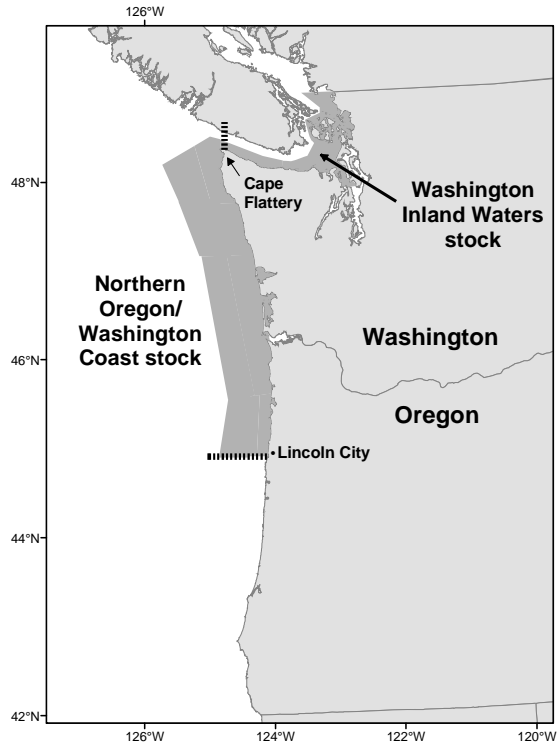 126°W
48°N
46°N
44°N
42°N
Cape
Flattery
Washington
Inland Waters
stock
Northern
Oregon/
Washington
Coast stock
Washington
Oregon
Lincoln City
126°W
124°W
122°W
120°W